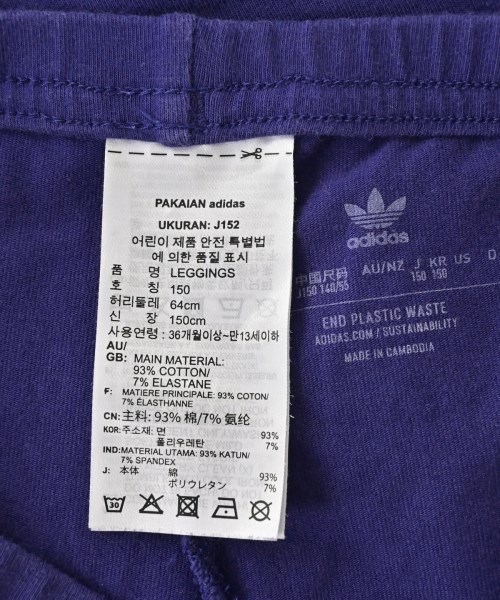 PAKAIAN adidas
UKURAN: J152
어린이 제품 안전 특별법
에 의한 품질 표시
품 명 LEGGINGS
호 칭 150
허리둘레 64cm
신 장 150cm
사용연령: 36개월이상~만13세이하
AU/
GB: MAIN MATERIAL:
93% COTTON/
7% ELASTANE
F: MATIERE PRINCIPALE: 93% COTON/
7% ÉLASTHANNE
CN: 主料: 93% 棉/7% 氨纶
KOR: 주소재: 면 93%
폴리우레탄 7%
IND: MATERIAL UTAMA: 93% KATUN/
7% SPANDEX
J: 本体 綿 93%
ポリウレタン 7%
30
adidas
中国尺码 AU/NZ J KR US
J150 140/55 150 150
END PLASTIC WASTE
ADIDAS.COM / SUSTAINABILITY
MADE IN CAMBODIA